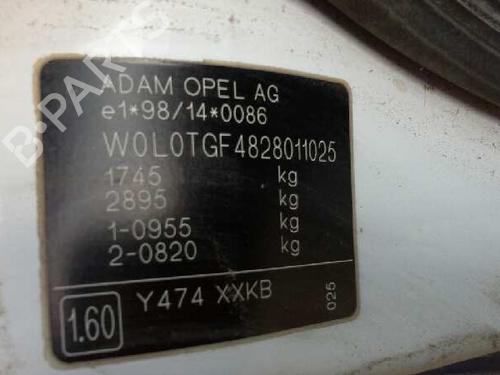 ADAM OPEL AG
e1*98/14*0086
W0L0TGF4828011025
1745 kg
2895 kg
1-0955 kg
2-0820 kg
1.60 Y474 XXKB 025
B-PARTS